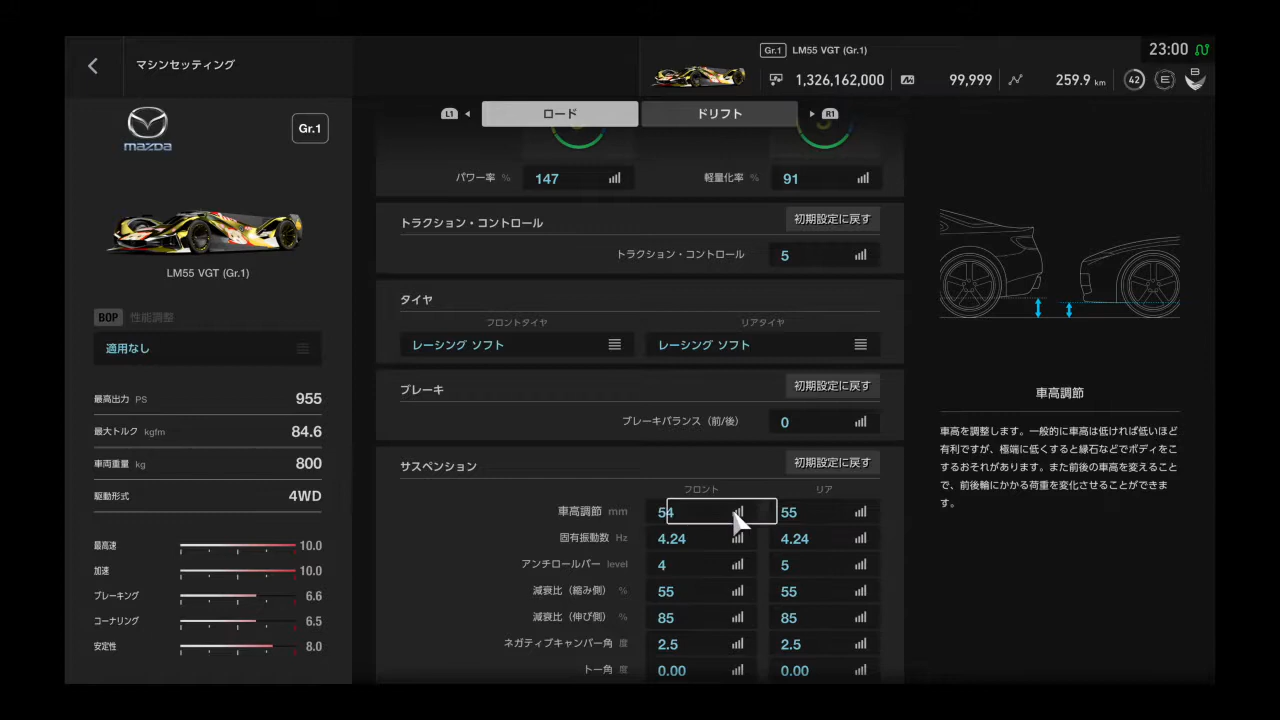 マシンセッティング
Gr.1 LM55 VGT (Gr.1)
23:00
1,326,162,000 99,999 259.9 km 42 E B
mazda
Gr.1
LM55 VGT (Gr.1)
BOP 性能調整
適用なし
最高出力 PS 955
最大トルク kgfm 84.6
車両重量 kg 800
駆動形式 4WD
最高速 10.0
加速 10.0
ブレーキング 6.6
コーナリング 6.5
安定性 8.0
L1 ロード ドリフト R1
パワー率 % 147 軽量化率 % 91
トラクション・コントロール 初期設定に戻す
トラクション・コントロール 5
タイヤ
フロントタイヤ リアタイヤ
レーシング ソフト レーシング ソフト
ブレーキ 初期設定に戻す
ブレーキバランス（前/後） 0
サスペンション 初期設定に戻す
フロント リア
車高調節 mm 54 55
固有振動数 Hz 4.24 4.24
アンチロールバー level 4 5
減衰比（縮み側） % 55 55
減衰比（伸び側） % 85 85
ネガティブキャンバー角 度 2.5 2.5
トー角 度 0.00 0.00
車高調節
車高を調整します。一般的に車高は低ければ低いほど
有利ですが、極端に低くすると縁石などでボディをこ
するおそれがあります。また前後の車高を変えること
で、前後輪にかかる荷重を変化させることができま
す。